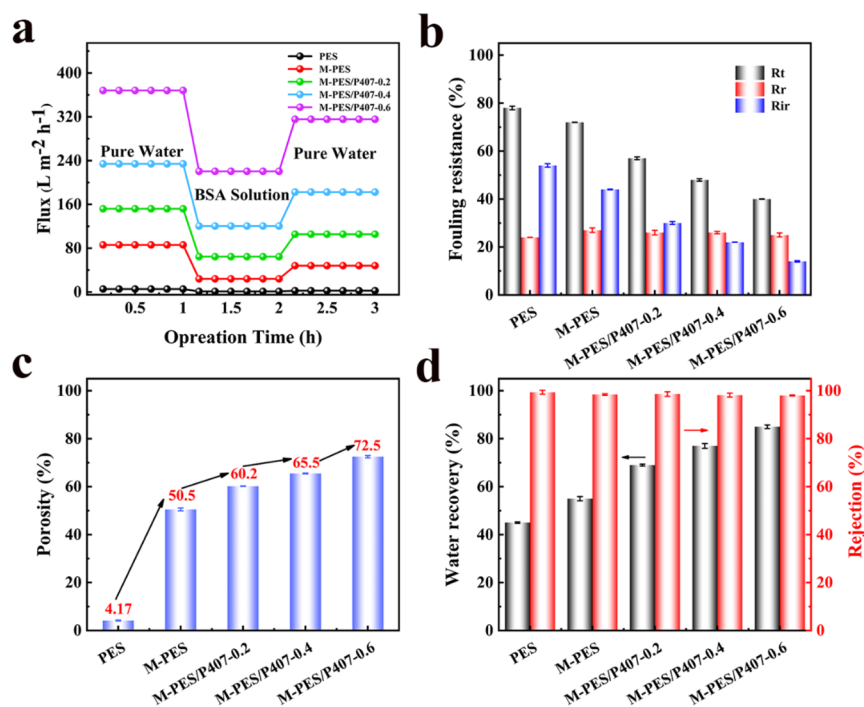 a
Flux (L m⁻² h⁻¹)
400
320
240
160
80
0
PES
M-PES
M-PES/P407-0.2
M-PES/P407-0.4
M-PES/P407-0.6
Pure Water
BSA Solution
Pure Water
0.5 1 1.5 2 2.5 3
Opreation Time (h)
b
Fouling resistance (%)
100
80
60
40
20
0
Rt
Rr
Rir
PES
M-PES
M-PES/P407-0.2
M-PES/P407-0.4
M-PES/P407-0.6
c
Porosity (%)
100
80
60
40
20
0
4.17
50.5
60.2
65.5
72.5
PES
M-PES
M-PES/P407-0.2
M-PES/P407-0.4
M-PES/P407-0.6
d
Water recovery (%)
100
80
60
40
20
0
PES
M-PES
M-PES/P407-0.2
M-PES/P407-0.4
M-PES/P407-0.6
100
80
60
40
20
0
Rejection (%)